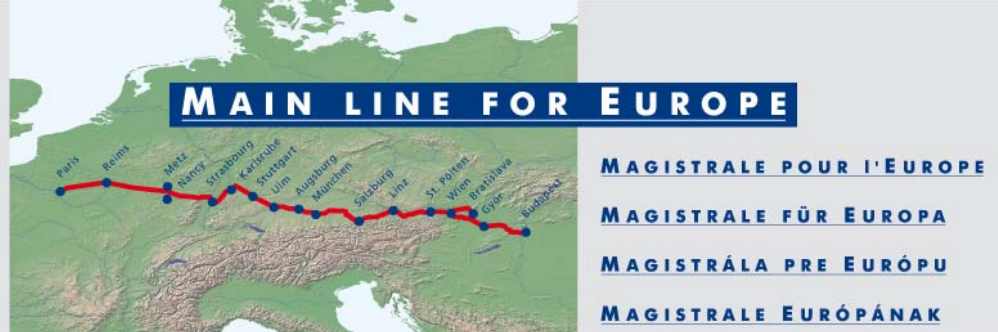 MAIN LINE FOR EUROPE
Paris
Reims
Metz
Nancy
Strasbourg
Karlsruhe
Stuttgart
Ulm
Augsburg
München
Salzburg
Linz
St. Pölten
Wien
Bratislava
Györ
Budapest
MAGISTRALE POUR l'EUROPE
MAGISTRALE FÜR EUROPA
MAGISTRÁLA PRE EURÓPU
MAGISTRALE EURÓPÁNAK